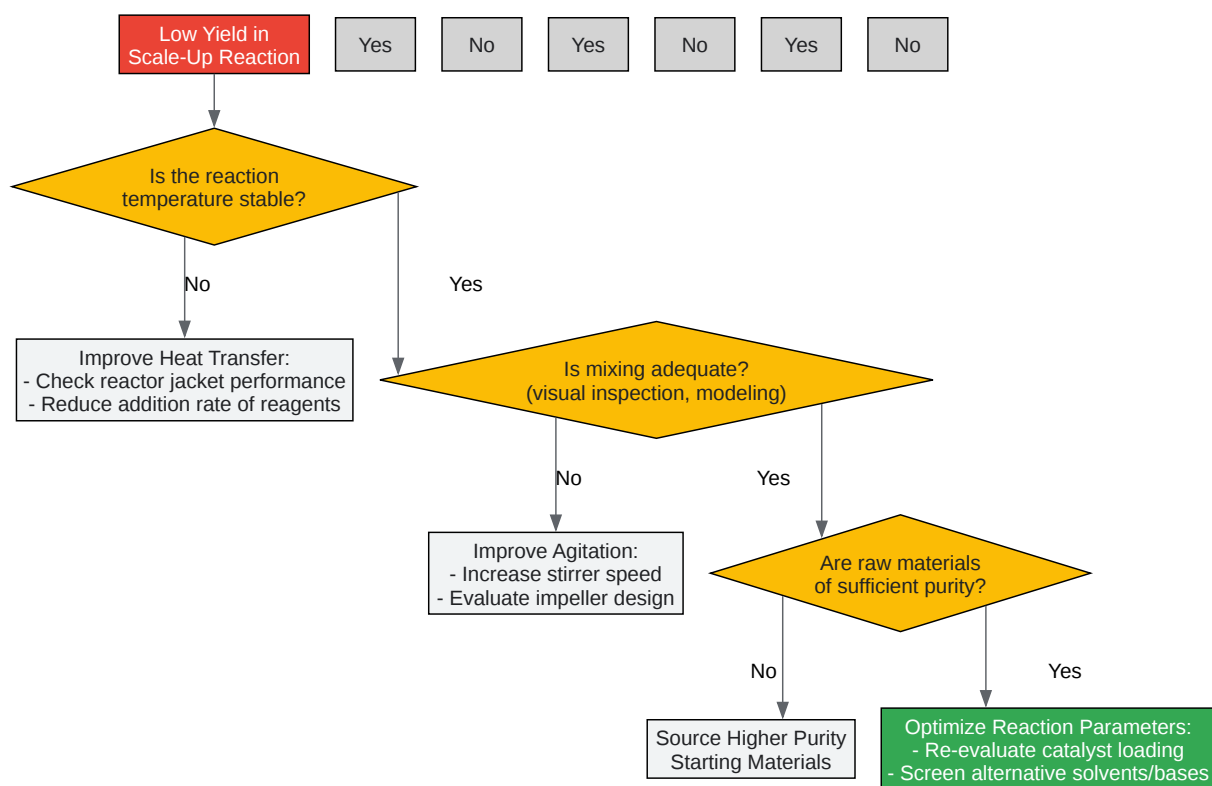 Low Yield in
Scale-Up Reaction
Yes
No
Yes
No
Yes
No
Is the reaction
temperature stable?
No
Yes
Improve Heat Transfer:
- Check reactor jacket performance
- Reduce addition rate of reagents
Is mixing adequate?
(visual inspection, modeling)
No
Yes
Improve Agitation:
- Increase stirrer speed
- Evaluate impeller design
Are raw materials
of sufficient purity?
No
Yes
Source Higher Purity
Starting Materials
Optimize Reaction Parameters:
- Re-evaluate catalyst loading
- Screen alternative solvents/bases